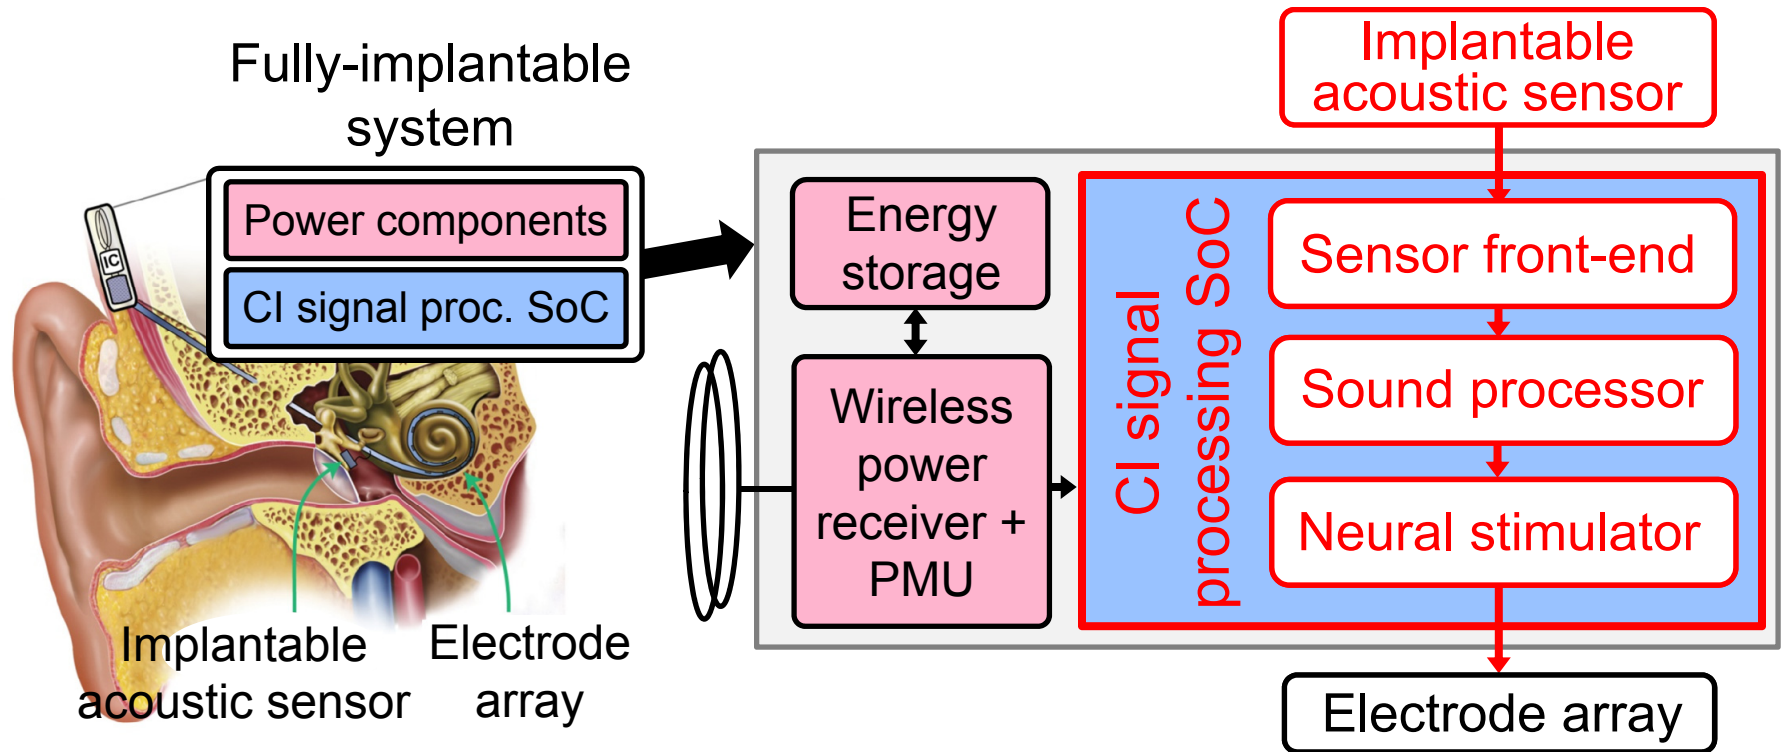 Fully-implantable
system
Power components
CI signal proc. SoC
IC
Implantable
acoustic sensor
Electrode
array
Implantable
acoustic sensor
Energy
storage
Wireless
power
receiver +
PMU
CI signal
processing SoC
Sensor front-end
Sound processor
Neural stimulator
Electrode array